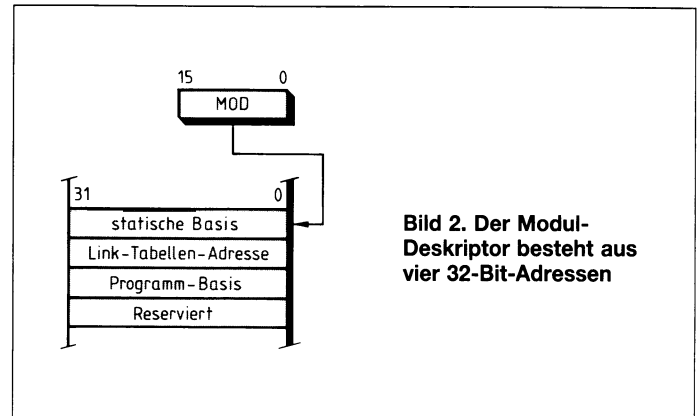 15 0
MOD
31 0
statische Basis
Link-Tabellen-Adresse
Programm-Basis
Reserviert
Bild 2. Der Modul-
Deskriptor besteht aus
vier 32-Bit-Adressen